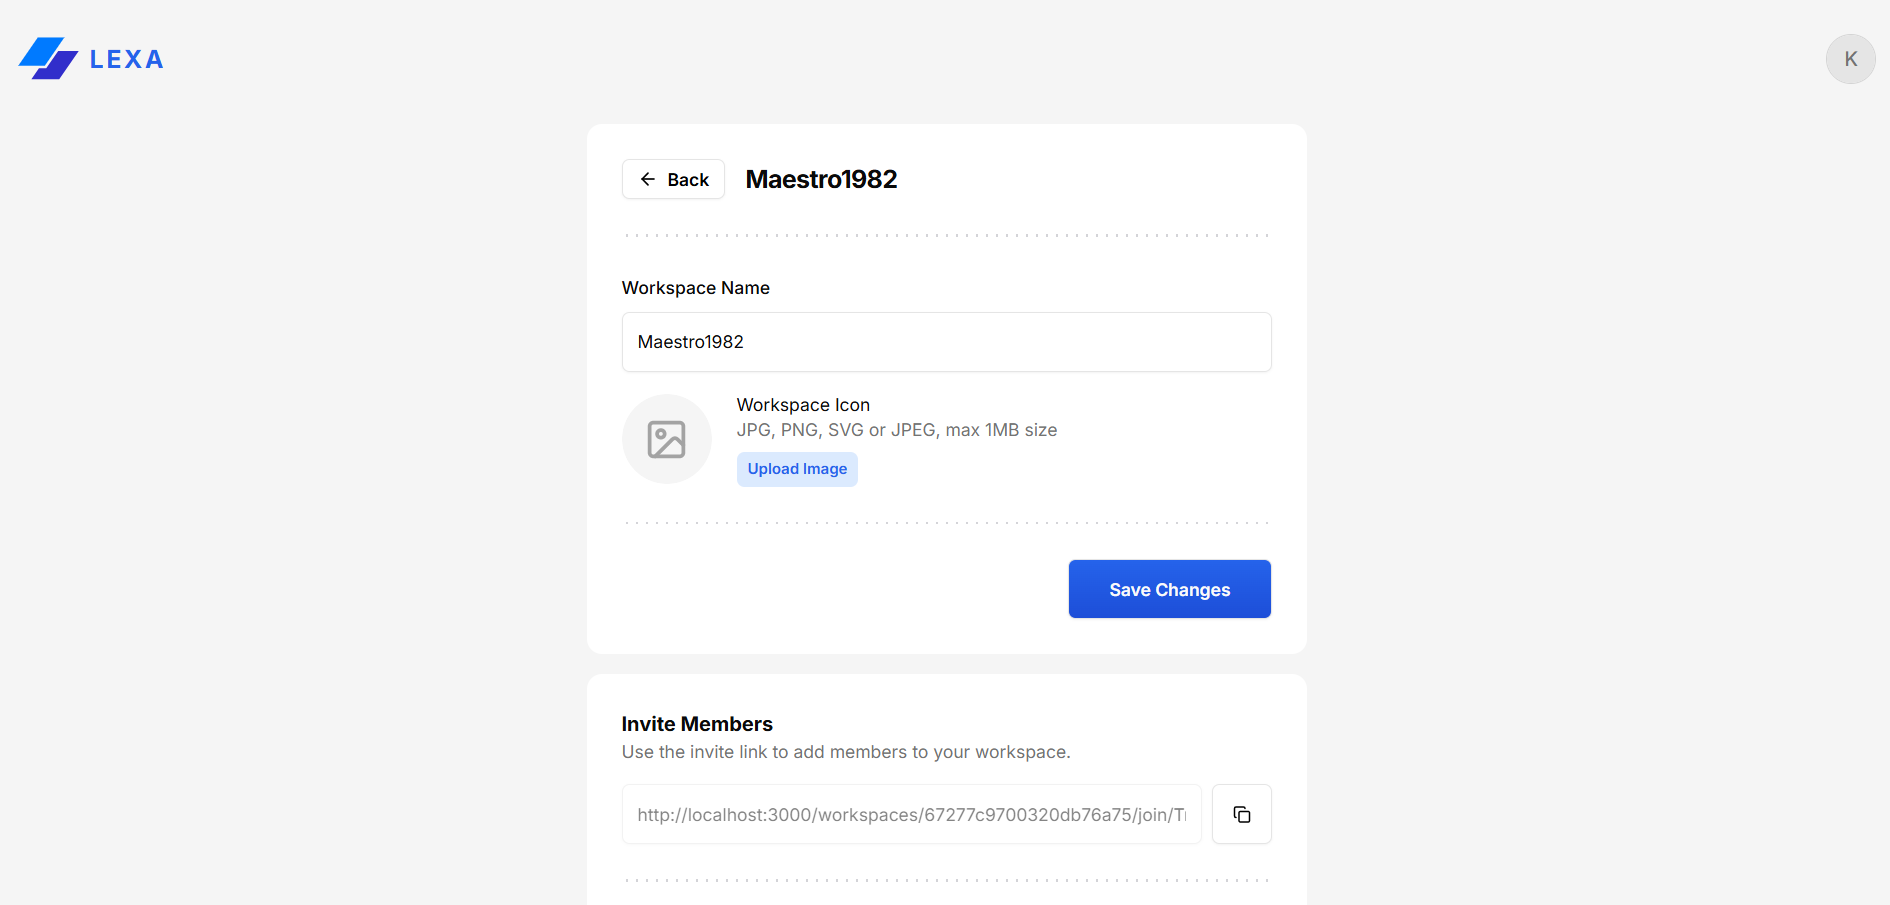 LEXA
K
Back
Maestro1982
Workspace Name
Maestro1982
Workspace Icon
JPG, PNG, SVG or JPEG, max 1MB size
Upload Image
Save Changes
Invite Members
Use the invite link to add members to your workspace.
http://localhost:3000/workspaces/67277c9700320db76a75/join/T